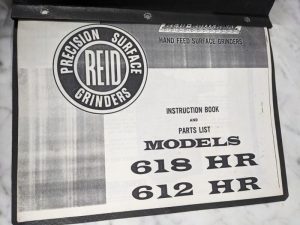 HAND FEED SURFACE GRINDERS
PRECISION SURFACE
REID
GRINDERS
INSTRUCTION BOOK
AND
PARTS LIST
MODELS
618 HR
612 HR